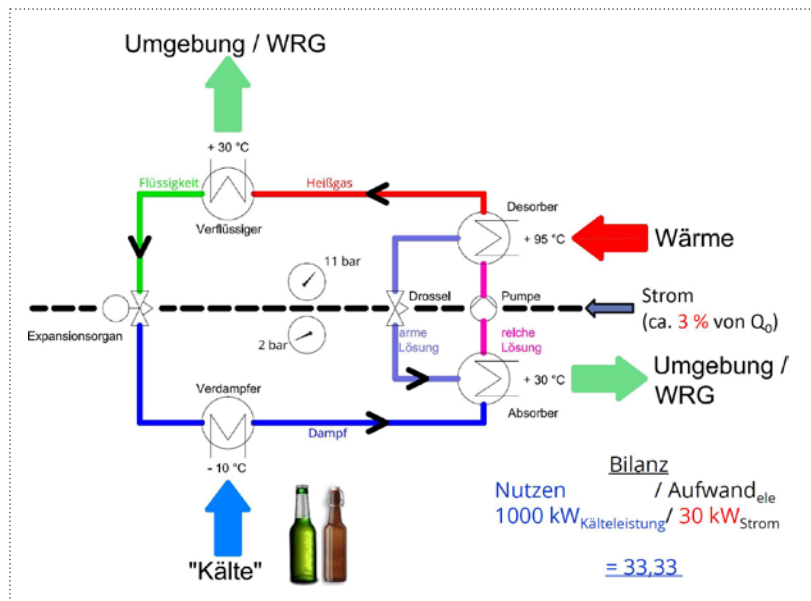 Umgebung / WRG
+ 30 °C
Flüssigkeit
Heißgas
Verflüssiger
Desorber
+ 95 °C
Wärme
11 bar
Drossel
Pumpe
Strom
(ca. 3 % von Q0)
Expansionsorgan
2 bar
arme
Lösung
reiche
Lösung
Umgebung /
WRG
+ 30 °C
Absorber
Verdampfer
Dampf
- 10 °C
"Kälte"
Bilanz
Nutzen / Aufwandele
1000 kWKälteleistung/ 30 kWStrom
= 33,33